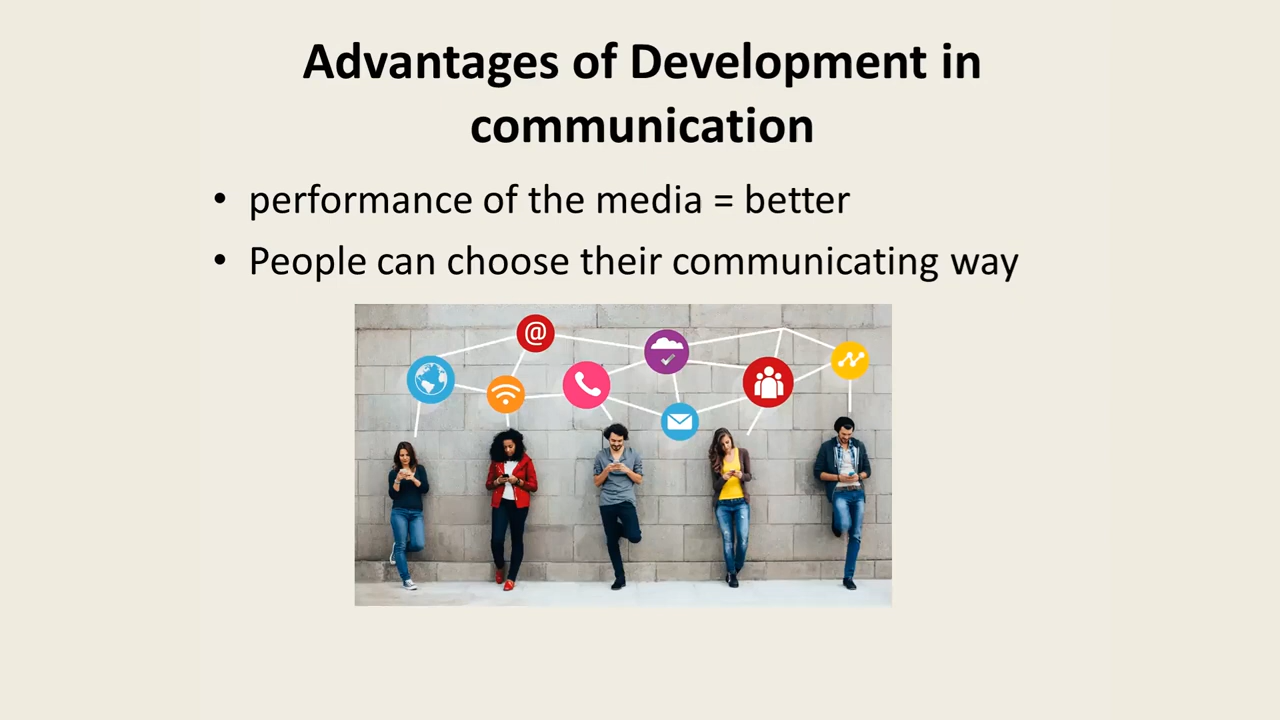 Advantages of Development in
communication
• performance of the media = better
• People can choose their communicating way
@